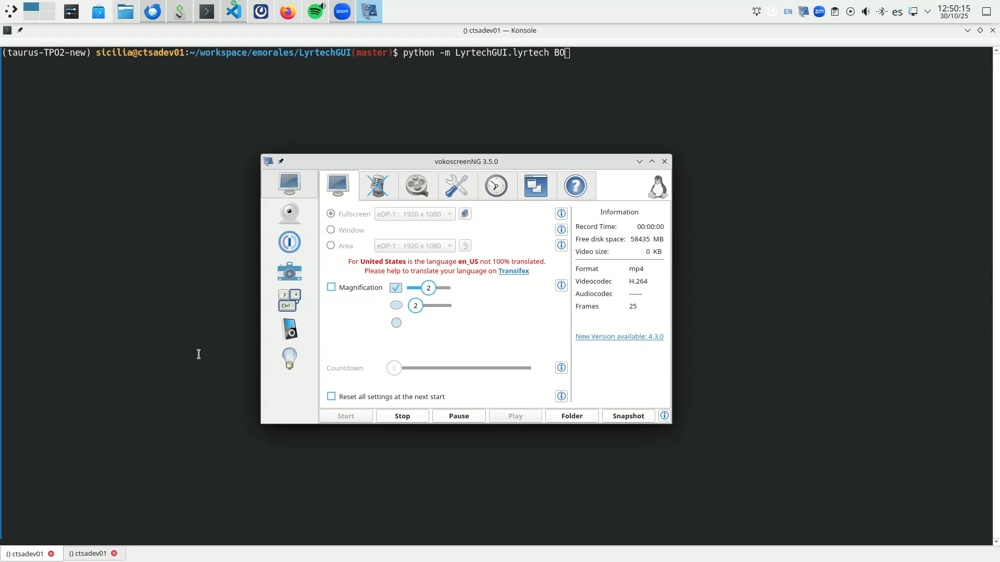 zoom
EN
zm
es
12:50:15
30/10/25
() ctsadev01 — Konsole
(taurus-TPO2-new) sicilia@ctsadev01:~/workspace/emorales/LyrtechGUI(master)$ python -m LyrtechGUI.lyrtech BO
vokoscreenNG 3.5.0
Fullscreen eDP-1 : 1920 x 1080
Window
Area eDP-1 : 1920 x 1080
For United States is the language en_US not 100% translated.
Please help to translate your language on Transifex
Magnification 2
2
y x
Ctrl
Countdown 0
Reset all settings at the next start
Information
Record Time: 00:00:00
Free disk space: 58435 MB
Video size: 0 KB
Format mp4
Videocodec H.264
Audiocodec ------
Frames 25
New Version available: 4.3.0
Start Stop Pause Play Folder Snapshot
() ctsadev01 () ctsadev01